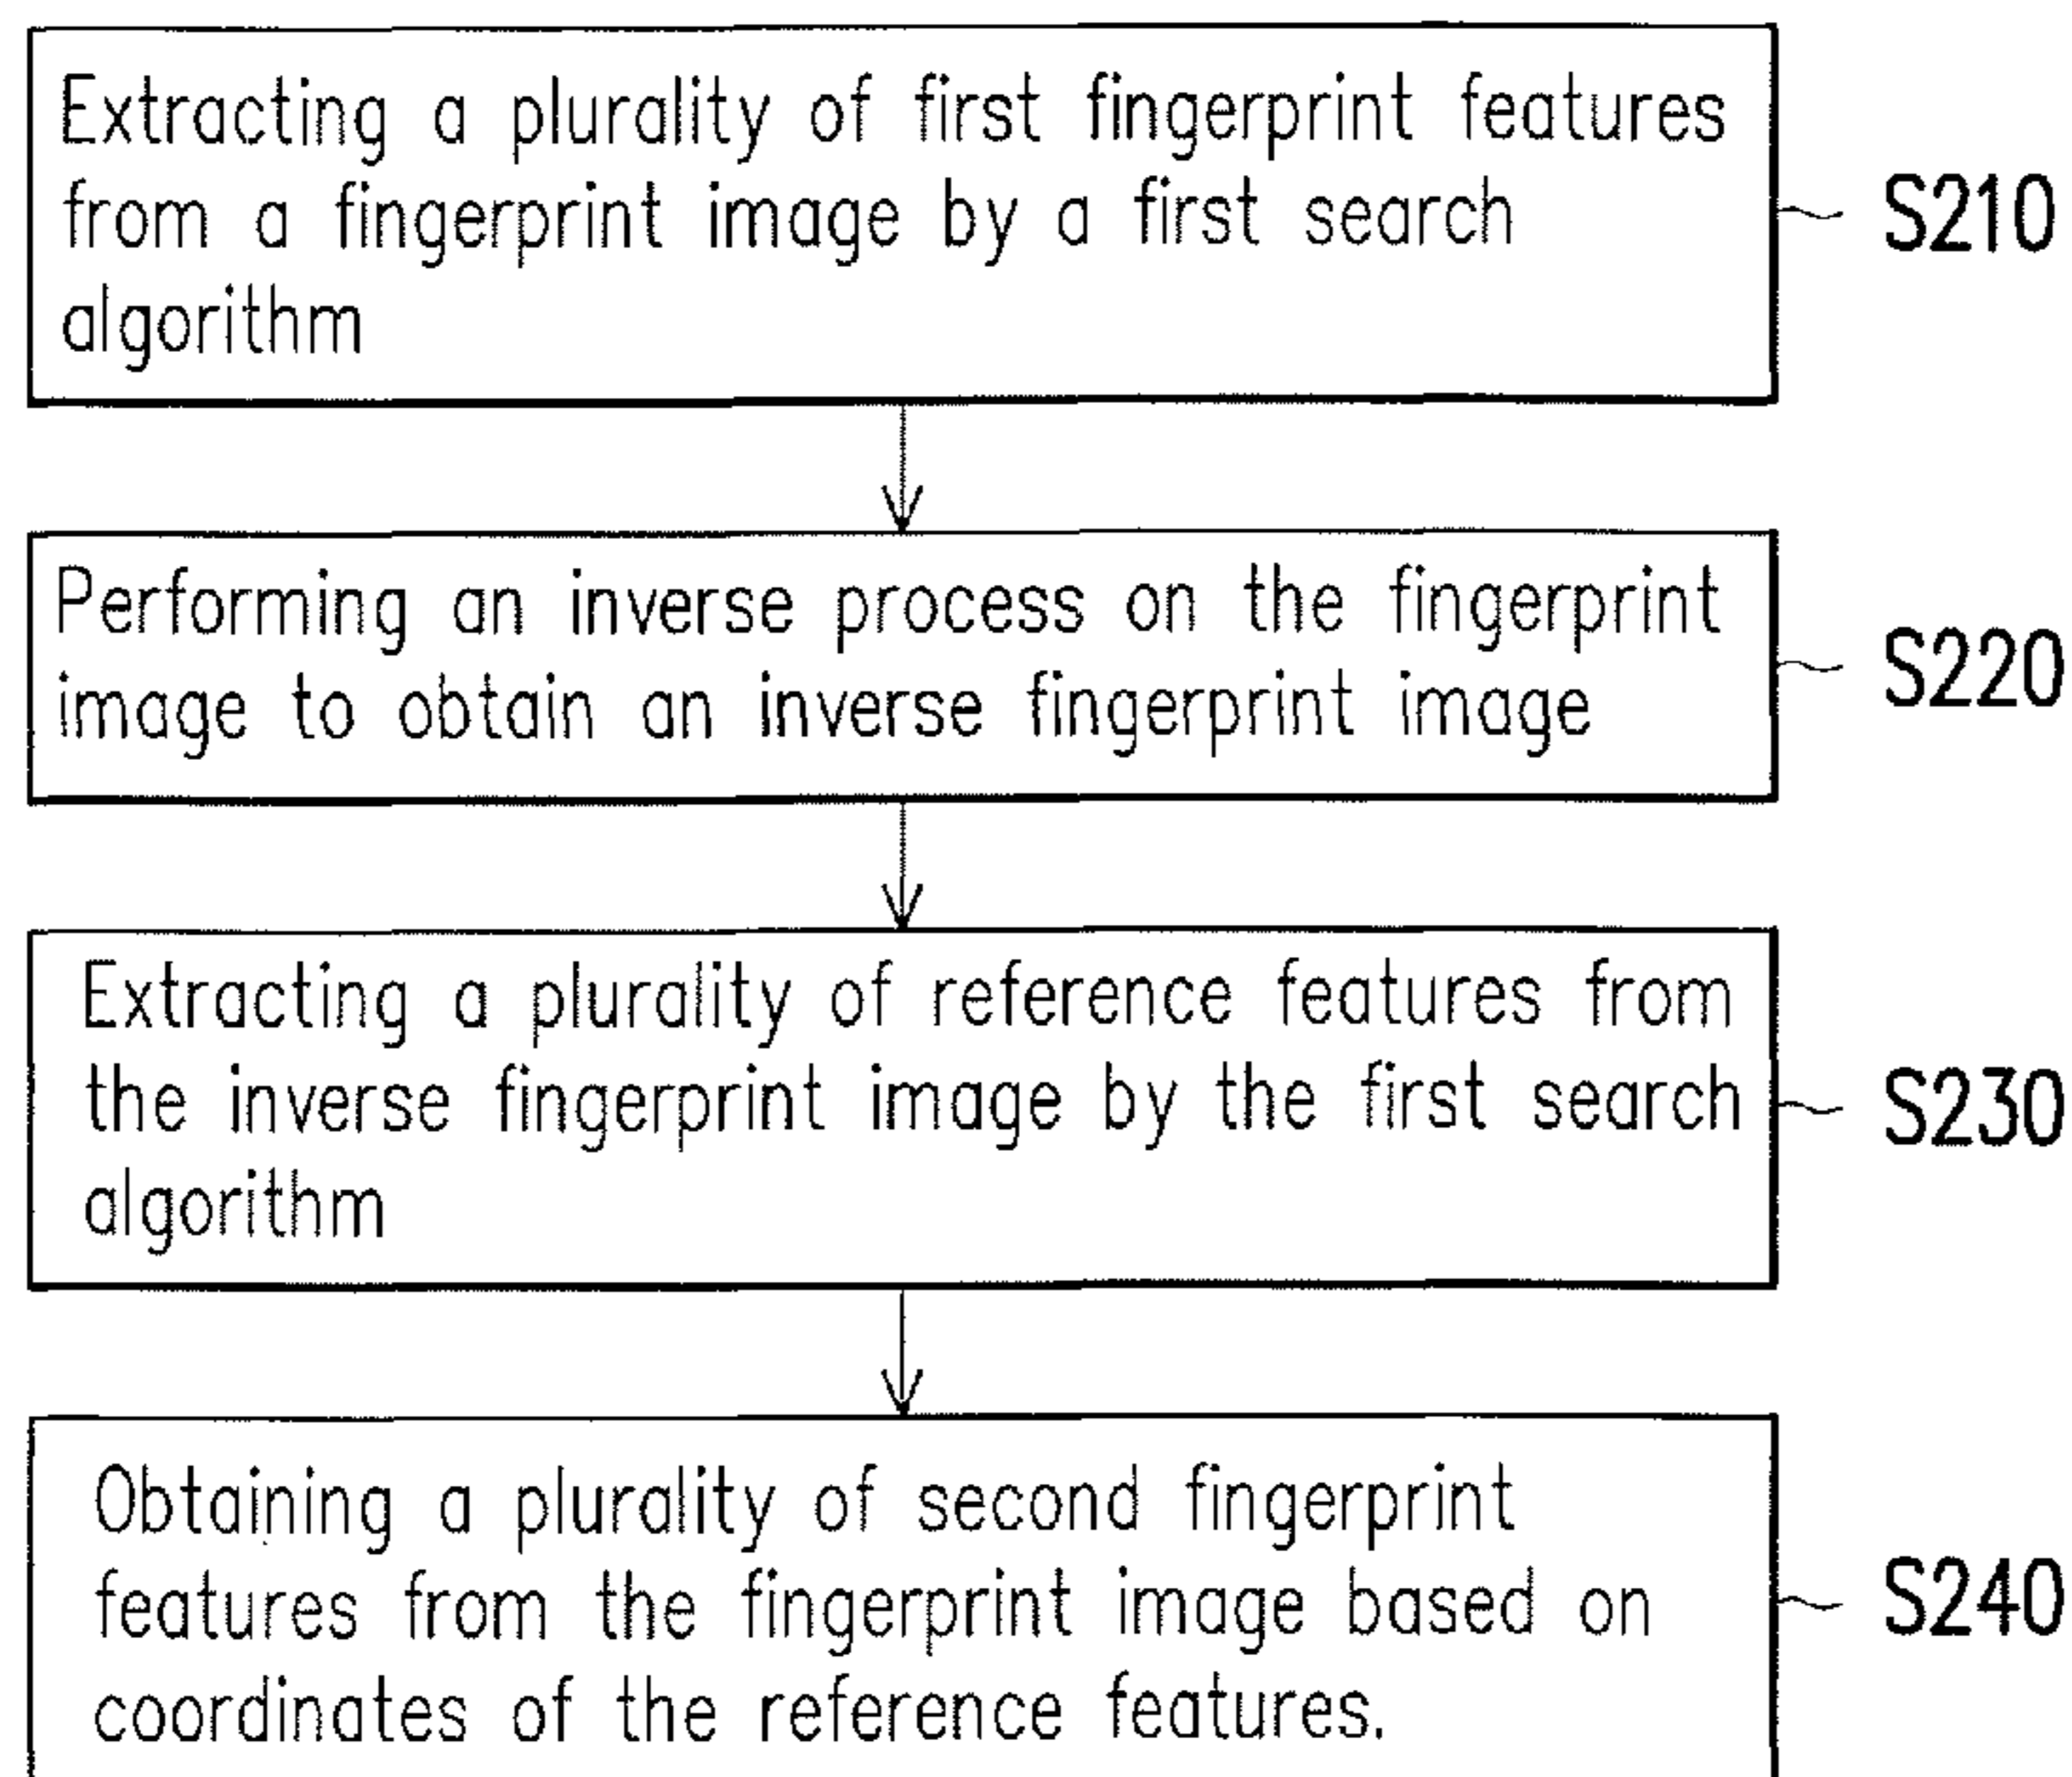 Extracting a plurality of first fingerprint features
from a fingerprint image by a first search
algorithm
S210
Performing an inverse process on the fingerprint
image to obtain an inverse fingerprint image
S220
Extracting a plurality of reference features from
the inverse fingerprint image by the first search
algorithm
S230
Obtaining a plurality of second fingerprint
features from the fingerprint image based on
coordinates of the reference features.
S240